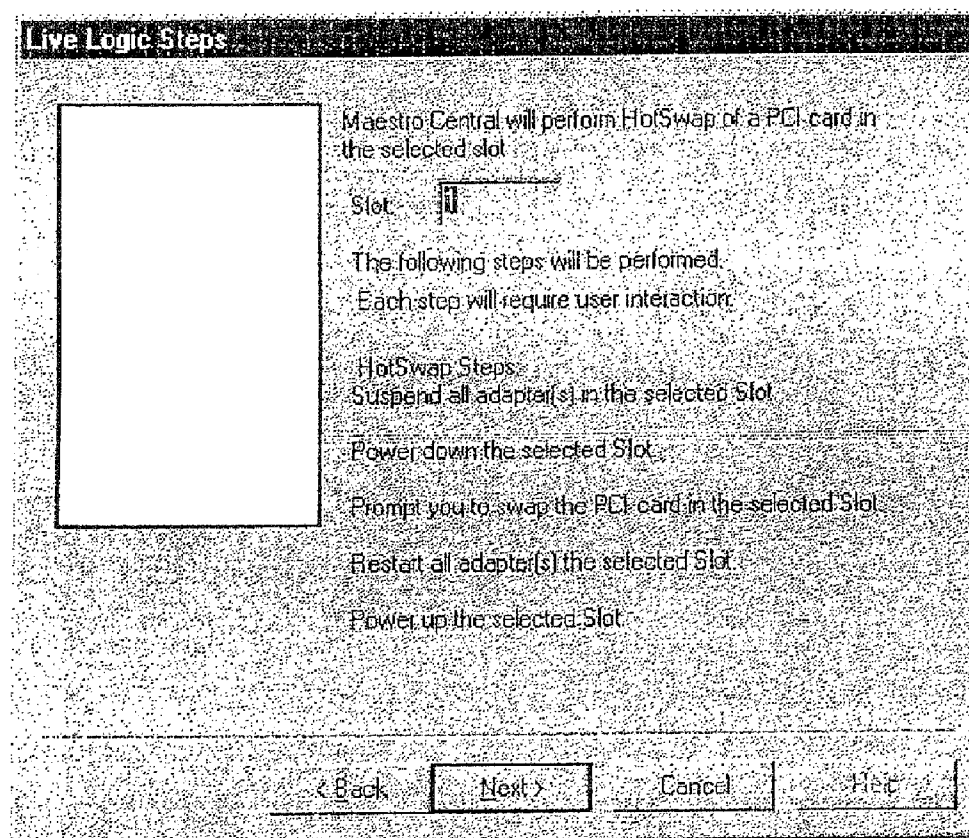 Live Logic Steps
Maestro Central will perform HotSwap of a PCI-card in
the selected slot
Slot: 1
The following steps will be performed.
Each step will require user interaction.
HotSwap Steps:
Suspend all adapter(s) in the selected Slot
Power down the selected Slot.
Prompt you to swap the PCI-card in the selected Slot.
Restart all adapter(s) the selected Slot.
Power up the selected Slot.
< Back
Next >
Cancel
Help